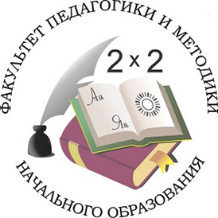 ФАКУЛЬТЕТ ПЕДАГОГИКИ И МЕТОДИКИ
2 x 2
Аа
Яя
НАЧАЛЬНОГО ОБРАЗОВАНИЯ